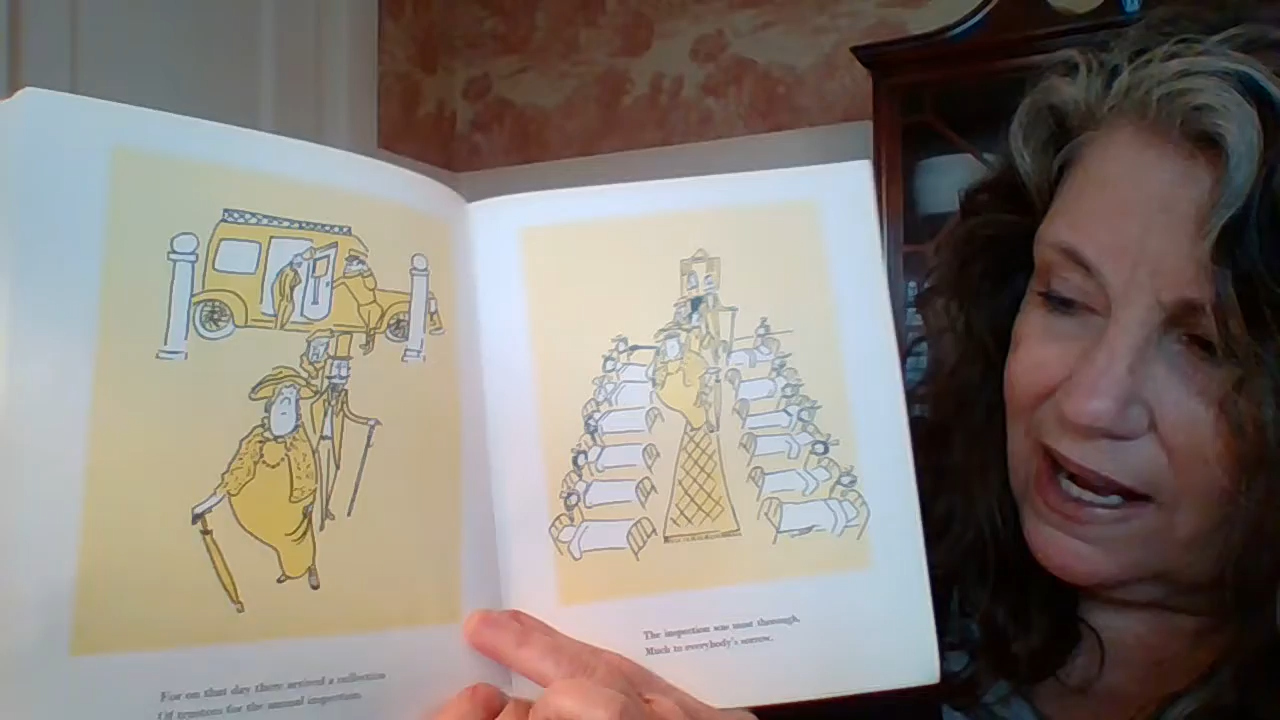 For on that day there arrived a collection
Of trustees for the annual inspection.
The inspection was most thorough,
Much to everybody's sorrow.